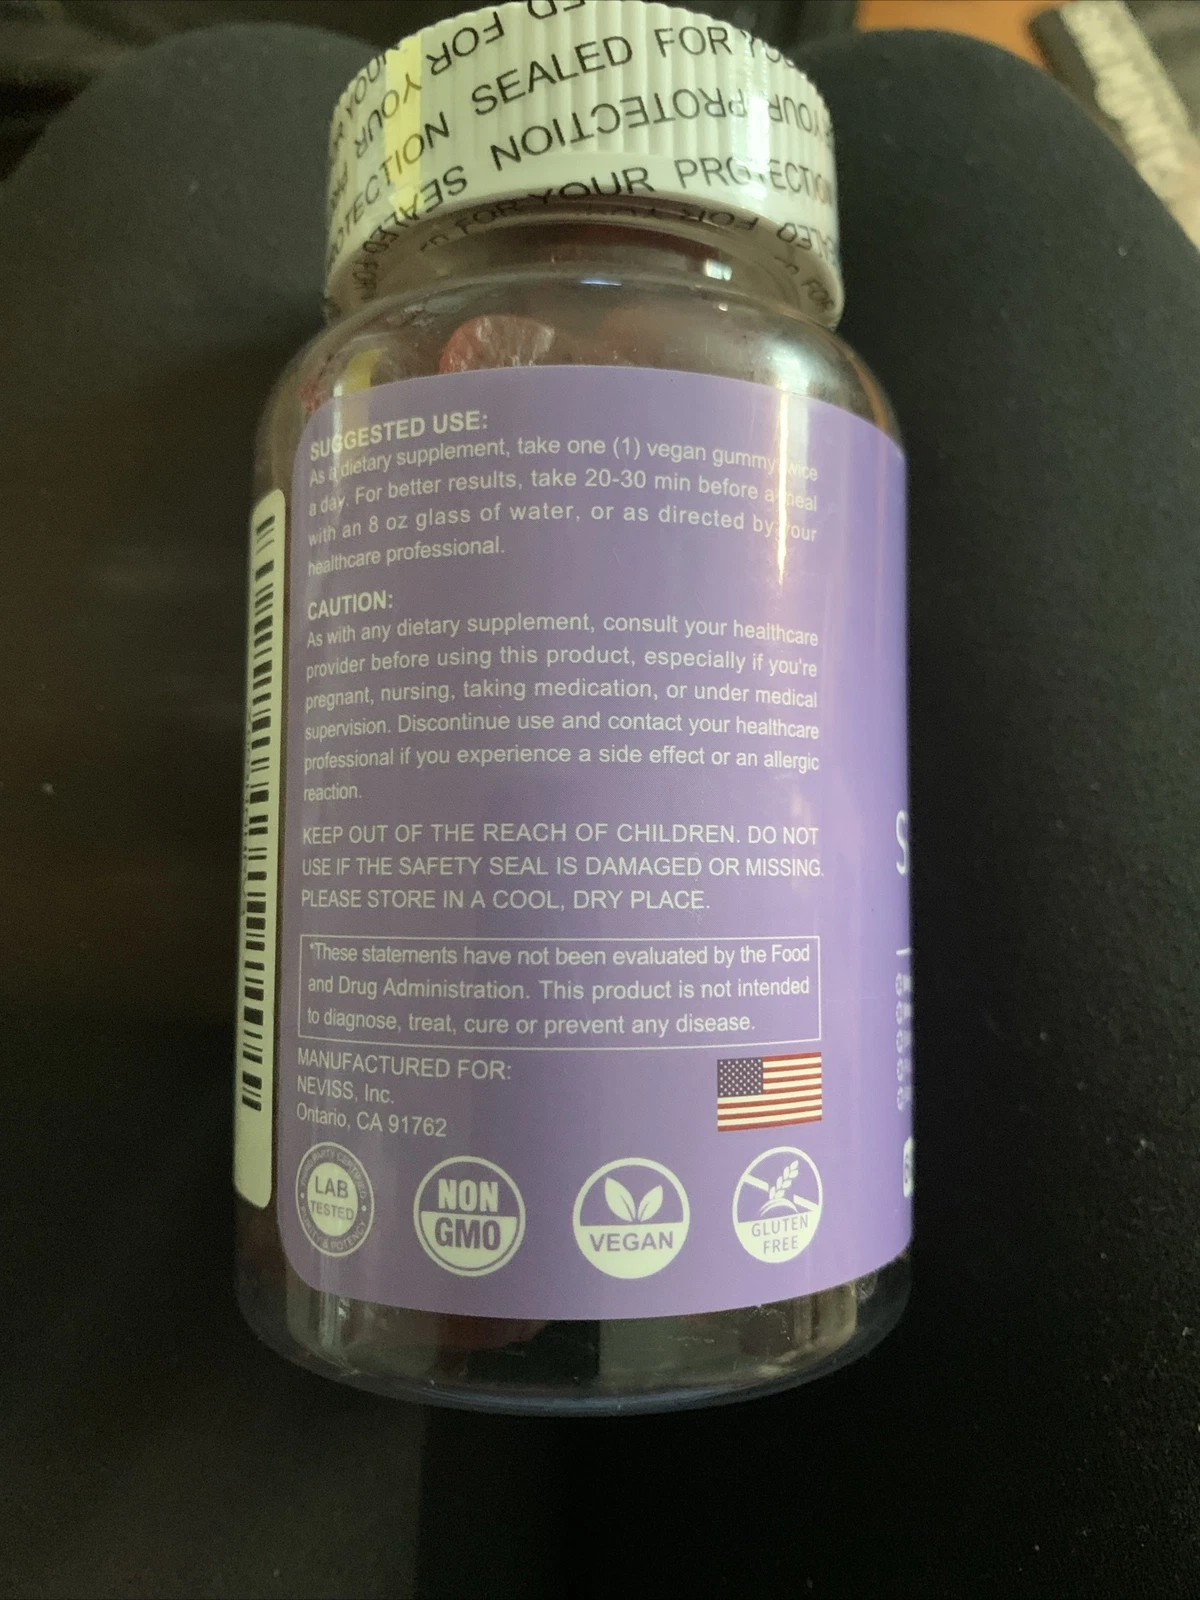 SEALED FOR
NOITCETORP
FOR YOUR
SUGGESTED USE:
As a dietary supplement, take one (1) vegan gummy twice
a day. For better results, take 20-30 min before a meal
with an 8 oz glass of water, or as directed by your
healthcare professional.
CAUTION:
As with any dietary supplement, consult your healthcare
provider before using this product, especially if you're
pregnant, nursing, taking medication, or under medical
supervision. Discontinue use and contact your healthcare
professional if you experience a side effect or an allergic
reaction.
KEEP OUT OF THE REACH OF CHILDREN. DO NOT
USE IF THE SAFETY SEAL IS DAMAGED OR MISSING.
PLEASE STORE IN A COOL, DRY PLACE.
*These statements have not been evaluated by the Food
and Drug Administration. This product is not intended
to diagnose, treat, cure or prevent any disease.
MANUFACTURED FOR:
NEVISS, Inc.
Ontario, CA 91762
THIRD PARTY CERTIFIED
LAB
TESTED
PURITY & POTENCY
NON
GMO
VEGAN
GLUTEN
FREE